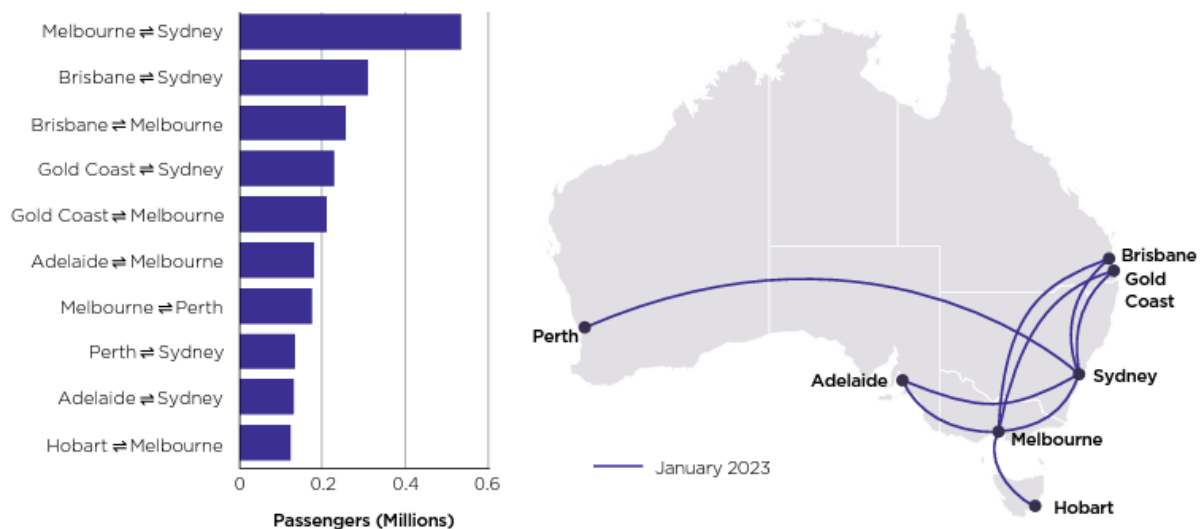 Melbourne ⇌ Sydney
Brisbane ⇌ Sydney
Brisbane ⇌ Melbourne
Gold Coast ⇌ Sydney
Gold Coast ⇌ Melbourne
Adelaide ⇌ Melbourne
Melbourne ⇌ Perth
Perth ⇌ Sydney
Adelaide ⇌ Sydney
Hobart ⇌ Melbourne
0 0.2 0.4 0.6
Passengers (Millions)
Brisbane
Gold
Coast
Perth
Adelaide
Sydney
Melbourne
January 2023
Hobart